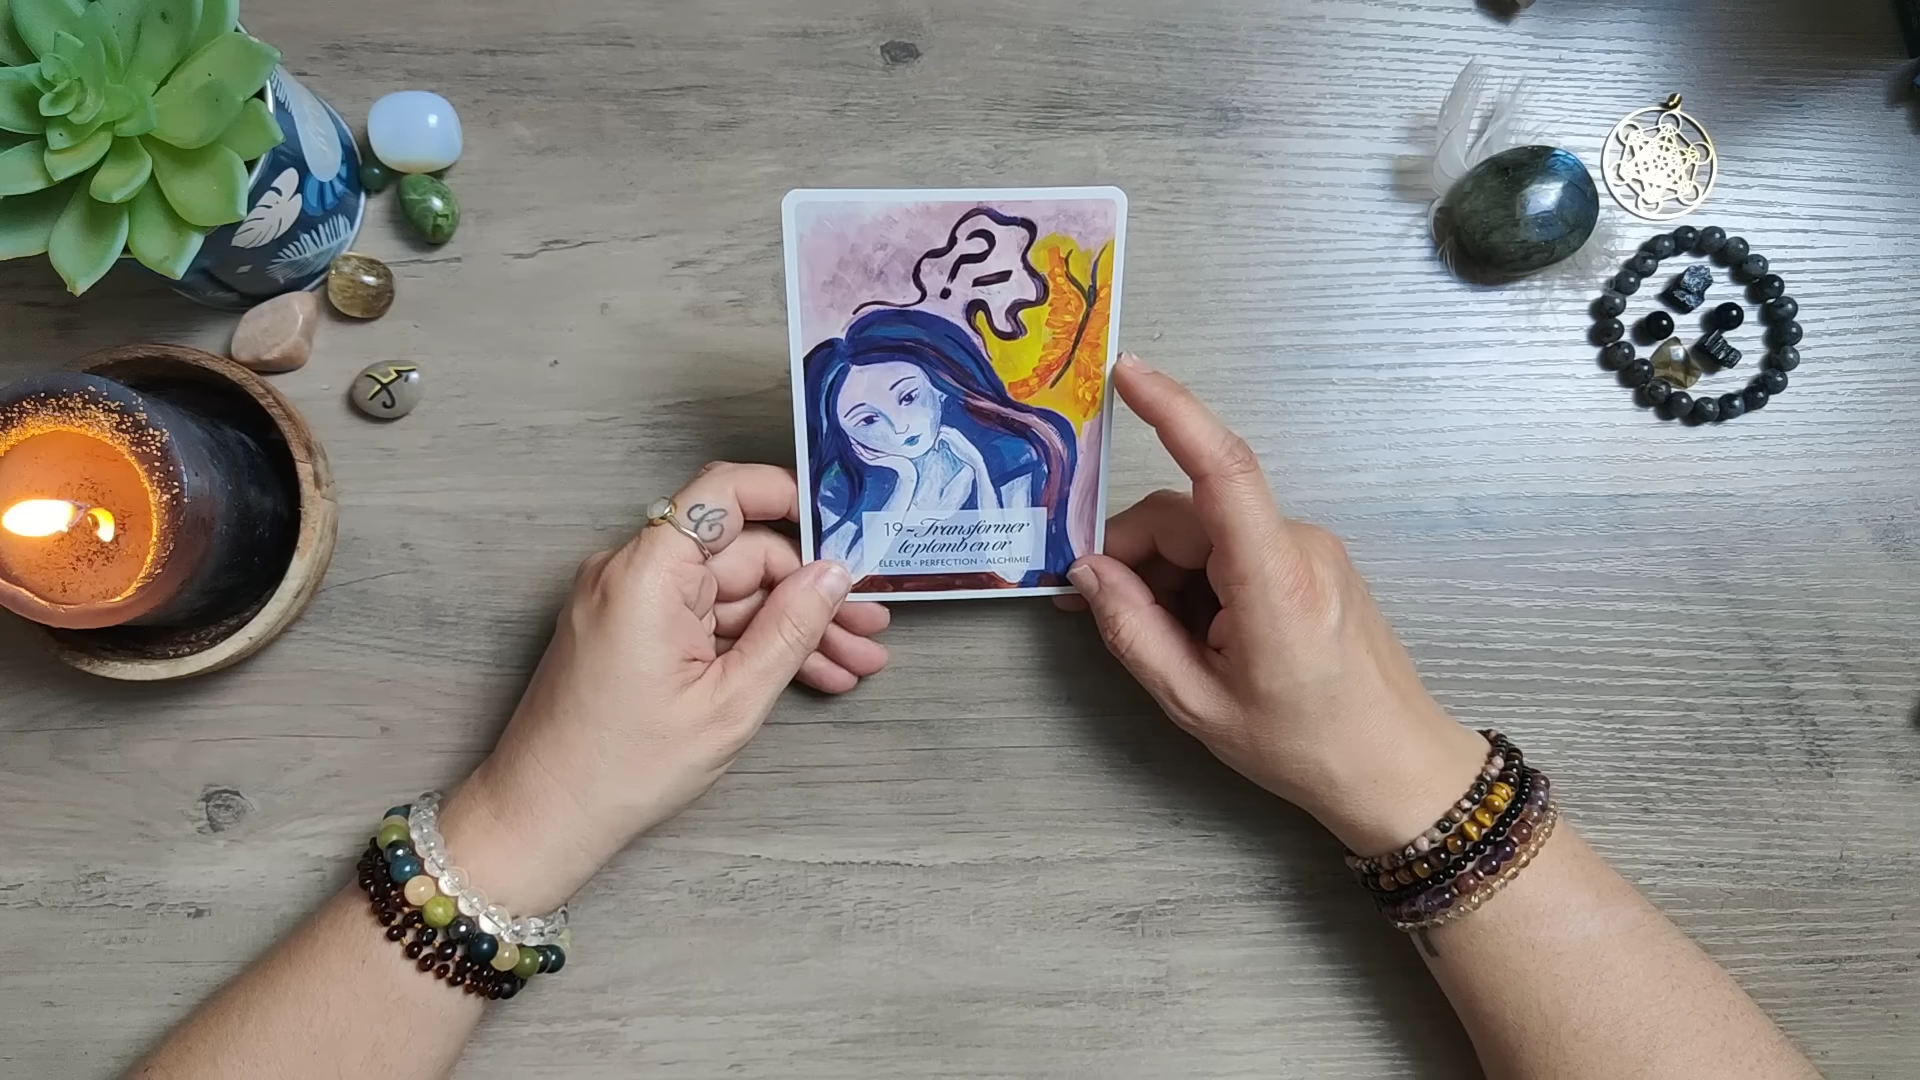 ?-
19~Transformer
le plomb en or
ÉLEVER • PERFECTION • ALCHIMIE